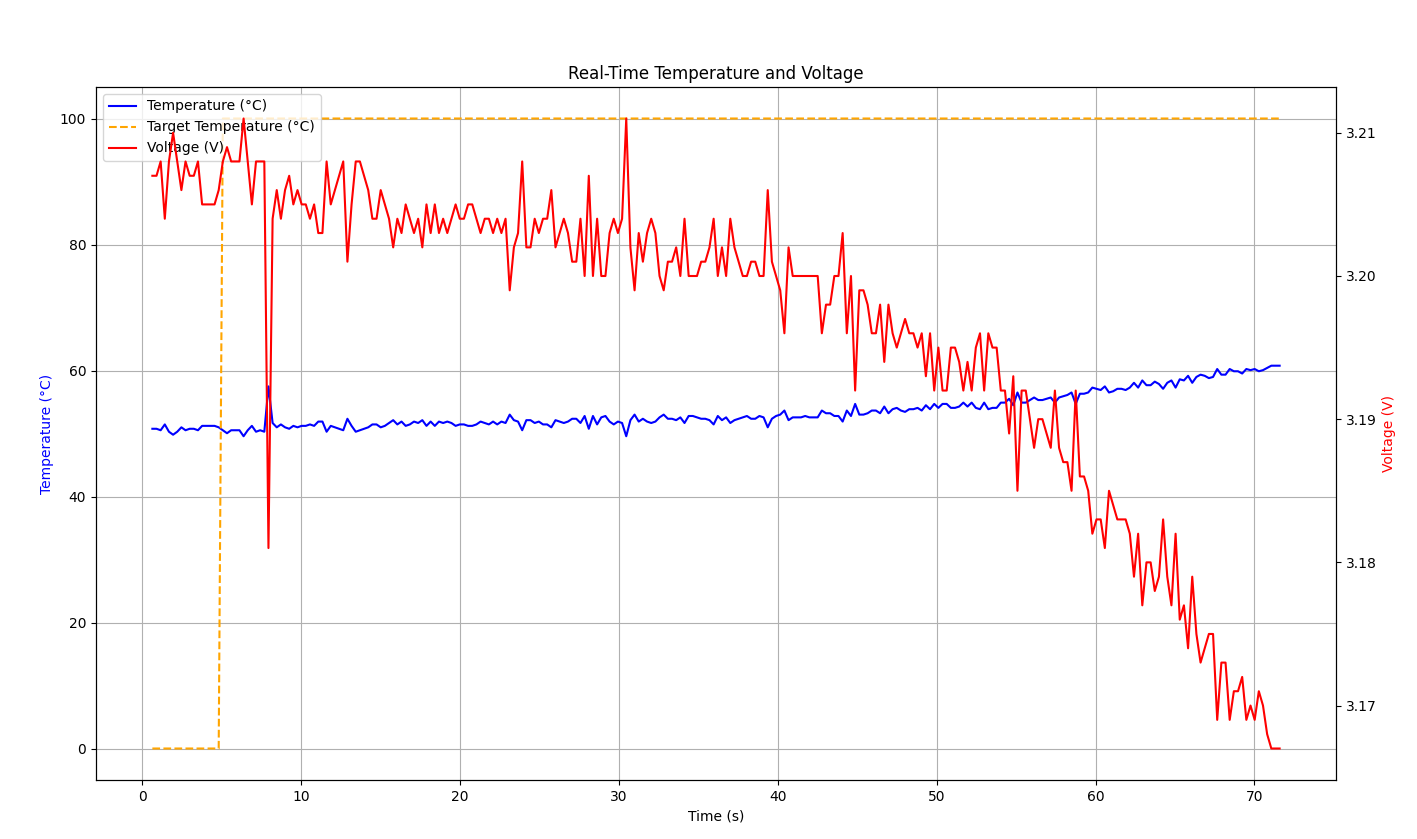 Real-Time Temperature and Voltage
Temperature (°C)
Target Temperature (°C)
Voltage (V)
100
80
60
40
20
0
Temperature (°C)
3.21
3.20
3.19
3.18
3.17
Voltage (V)
0 10 20 30 40 50 60 70
Time (s)